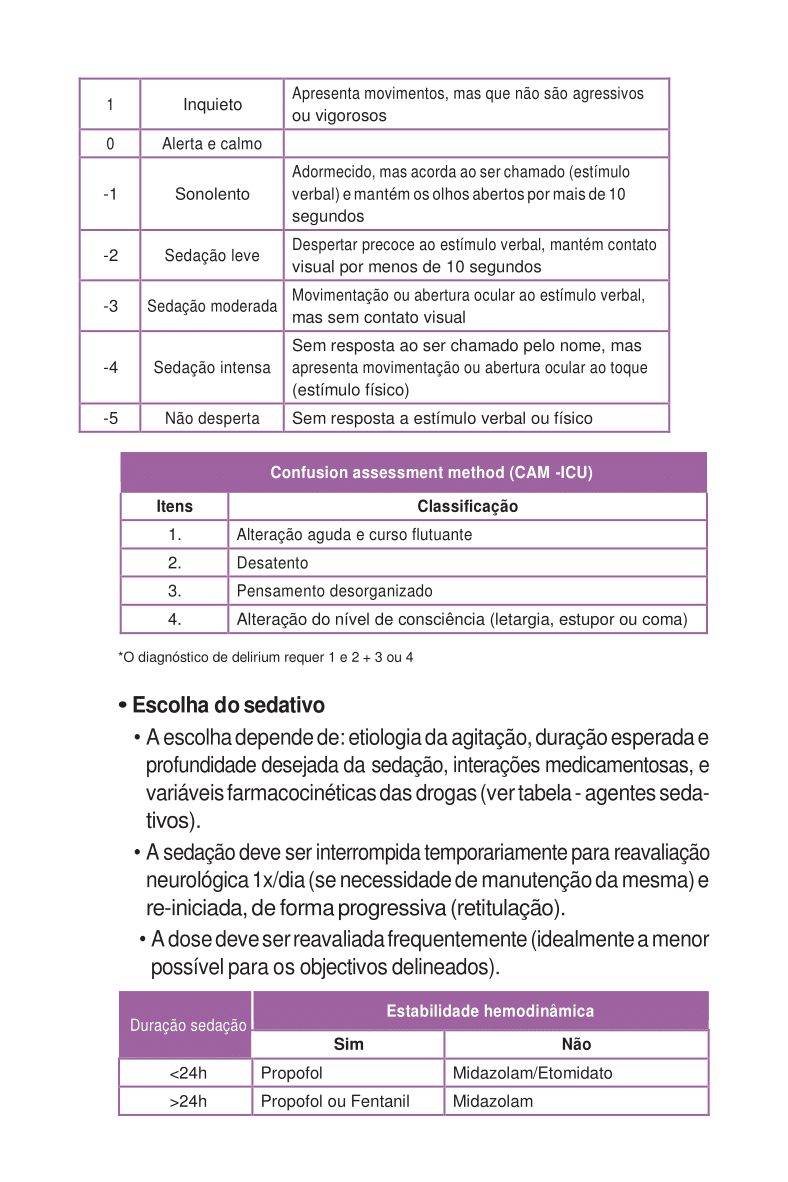 1 Inquieto Apresenta movimentos, mas que não são agressivos
ou vigorosos
0 Alerta e calmo
-1 Sonolento Adormecido, mas acorda ao ser chamado (estímulo
verbal) e mantém os olhos abertos por mais de 10
segundos
-2 Sedação leve Despertar precoce ao estímulo verbal, mantém contato
visual por menos de 10 segundos
-3 Sedação moderada Movimentação ou abertura ocular ao estímulo verbal,
mas sem contato visual
-4 Sedação intensa Sem resposta ao ser chamado pelo nome, mas
apresenta movimentação ou abertura ocular ao toque
(estímulo físico)
-5 Não desperta Sem resposta a estímulo verbal ou físico
Confusion assessment method (CAM -ICU)
Itens Classificação
1. Alteração aguda e curso flutuante
2. Desatento
3. Pensamento desorganizado
4. Alteração do nível de consciência (letargia, estupor ou coma)
*O diagnóstico de delirium requer 1 e 2 + 3 ou 4
• Escolha do sedativo
• A escolha depende de: etiologia da agitação, duração esperada e
profundidade desejada da sedação, interações medicamentosas, e
variáveis farmacocinéticas das drogas (ver tabela - agentes seda-
tivos).
• A sedação deve ser interrompida temporariamente para reavaliação
neurológica 1x/dia (se necessidade de manutenção da mesma) e
re-iniciada, de forma progressiva (retitulação).
• A dose deve ser reavaliada frequentemente (idealmente a menor
possível para os objectivos delineados).
Duração sedação Estabilidade hemodinâmica
Sim Não
<24h Propofol Midazolam/Etomidato
>24h Propofol ou Fentanil Midazolam